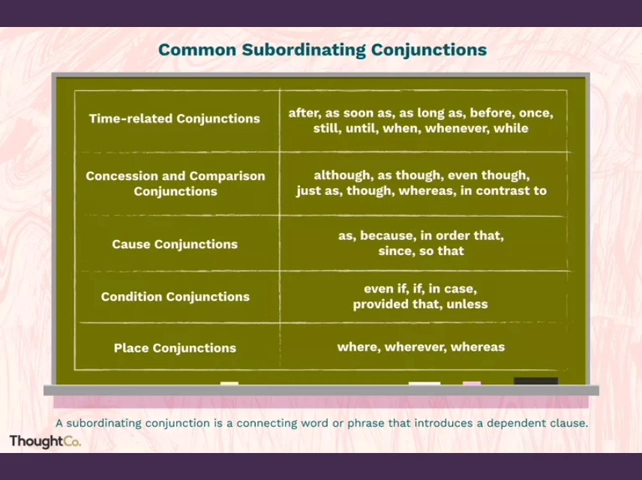 Common Subordinating Conjunctions
Time-related Conjunctions
after, as soon as, as long as, before, once,
still, until, when, whenever, while
Concession and Comparison
Conjunctions
although, as though, even though,
just as, though, whereas, in contrast to
Cause Conjunctions
as, because, in order that,
since, so that
Condition Conjunctions
even if, if, in case,
provided that, unless
Place Conjunctions
where, wherever, whereas
A subordinating conjunction is a connecting word or phrase that introduces a dependent clause.
ThoughtCo.